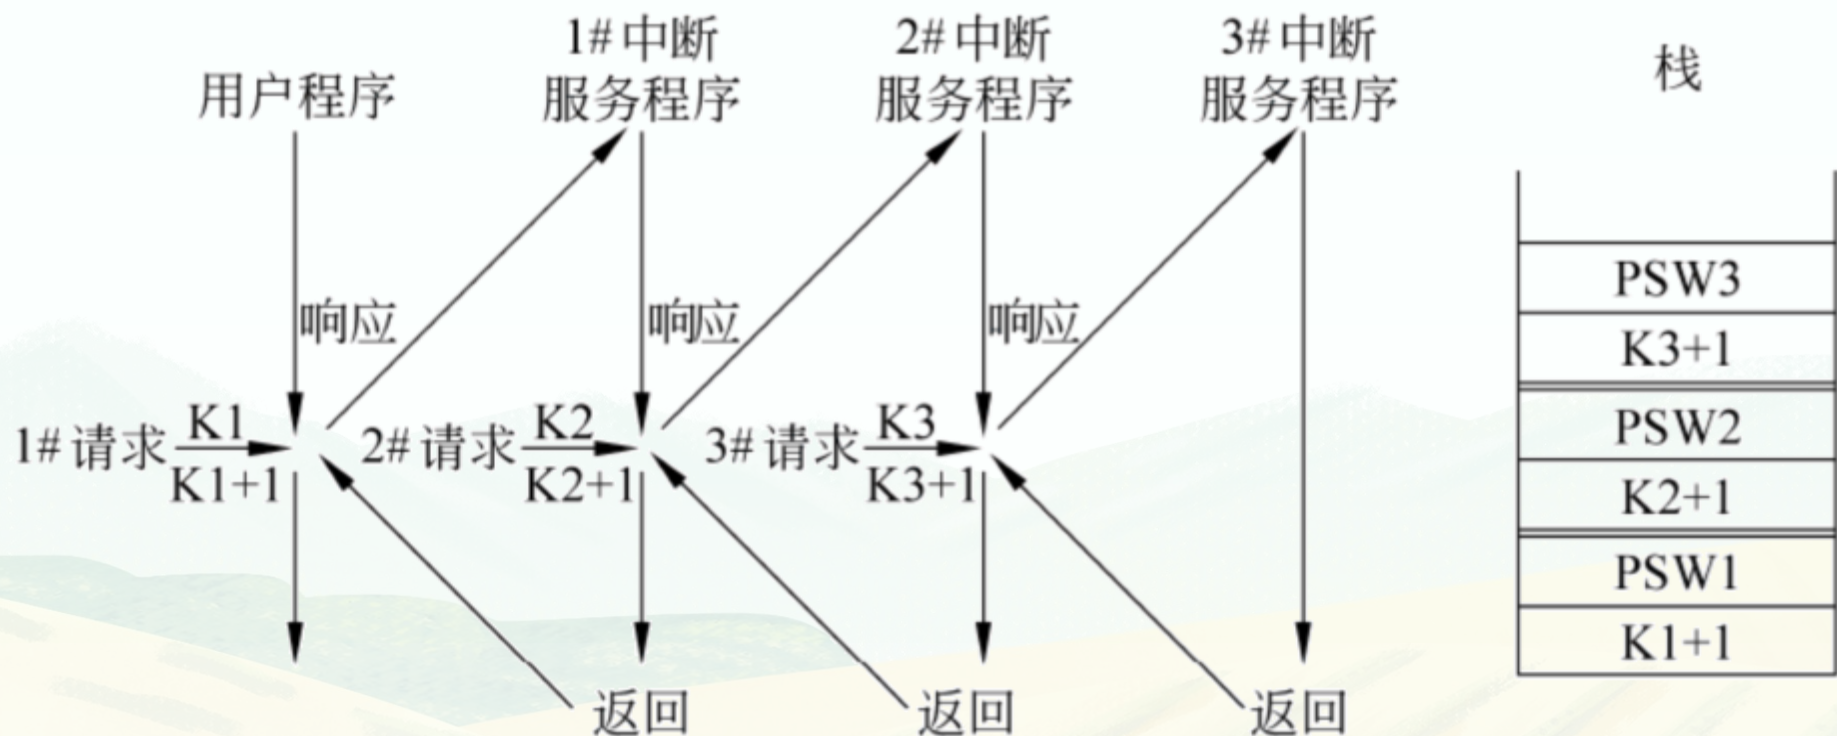 用户程序
1# 中断
服务程序
2# 中断
服务程序
3# 中断
服务程序
栈
响应
响应
响应
1# 请求
K1
K1+1
2# 请求
K2
K2+1
3# 请求
K3
K3+1
返回
返回
返回
PSW3
K3+1
PSW2
K2+1
PSW1
K1+1